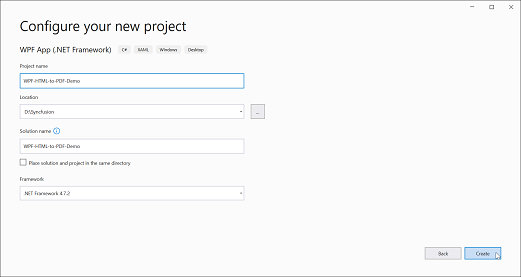 Configure your new project
WPF App (.NET Framework) C# XAML Windows Desktop
Project name
WPF-HTML-to-PDF-Demo
Location
D:\Syncfusion
...
Solution name
WPF-HTML-to-PDF-Demo
Place solution and project in the same directory
Framework
.NET Framework 4.7.2
Back Create